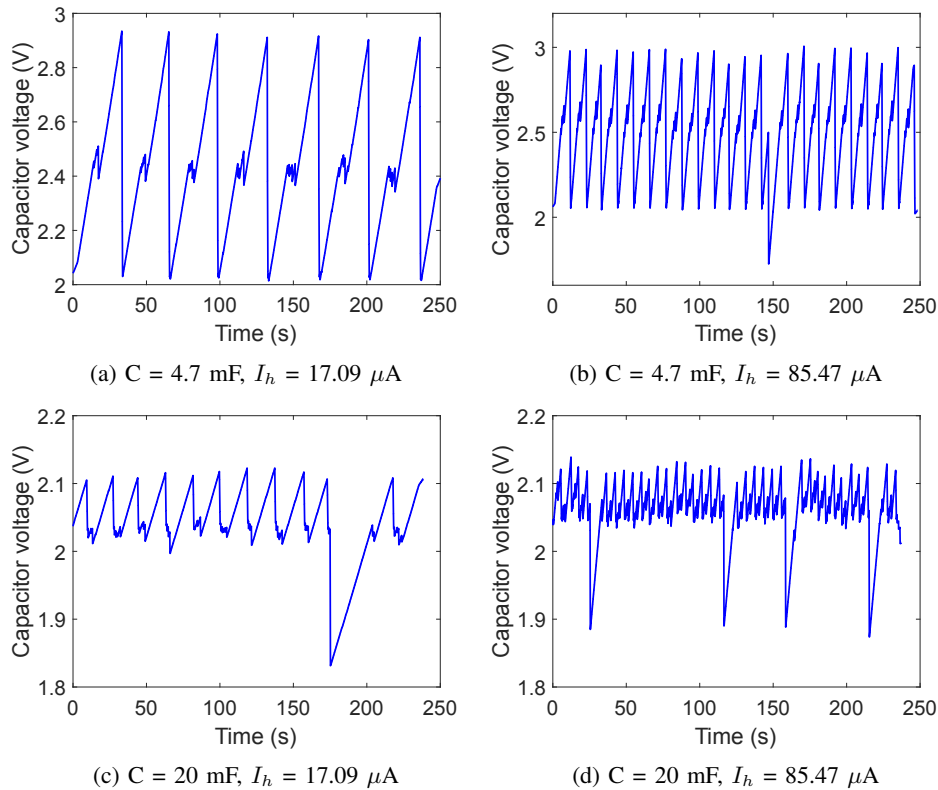 3
2.8
2.6
2.4
2.2
2
0 50 100 150 200 250
Capacitor voltage (V)
Time (s)
(a) C = 4.7 mF, I_h = 17.09 μA
3
2.5
2
0 50 100 150 200 250
Capacitor voltage (V)
Time (s)
(b) C = 4.7 mF, I_h = 85.47 μA
2.2
2.1
2
1.9
1.8
0 50 100 150 200 250
Capacitor voltage (V)
Time (s)
(c) C = 20 mF, I_h = 17.09 μA
2.2
2.1
2
1.9
1.8
0 50 100 150 200 250
Capacitor voltage (V)
Time (s)
(d) C = 20 mF, I_h = 85.47 μA